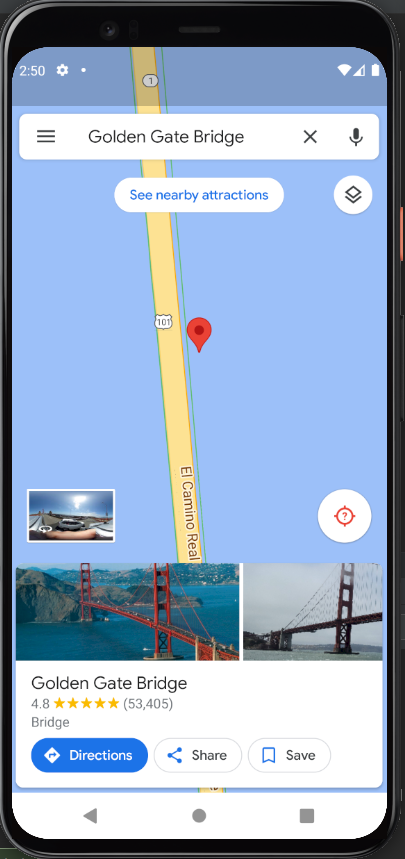 2:50
1
Golden Gate Bridge
See nearby attractions
101
El Camino Real
?
Golden Gate Bridge
4.8 (53,405)
Bridge
Directions
Share
Save